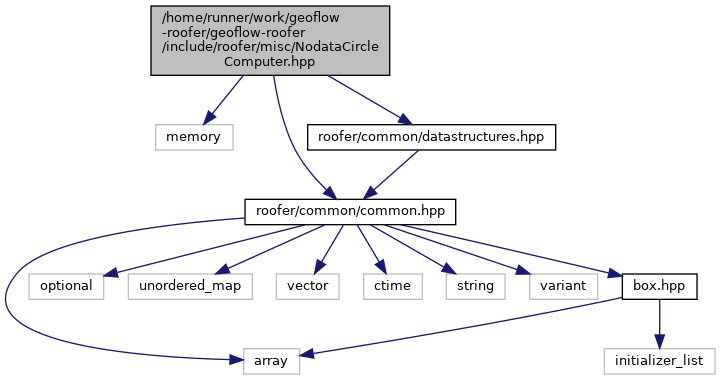 /home/runner/work/geoflow
-roofer/geoflow-roofer
/include/roofer/misc/NodataCircle
Computer.hpp
memory
roofer/common/datastructures.hpp
roofer/common/common.hpp
optional
unordered_map
vector
ctime
string
variant
box.hpp
array
initializer_list